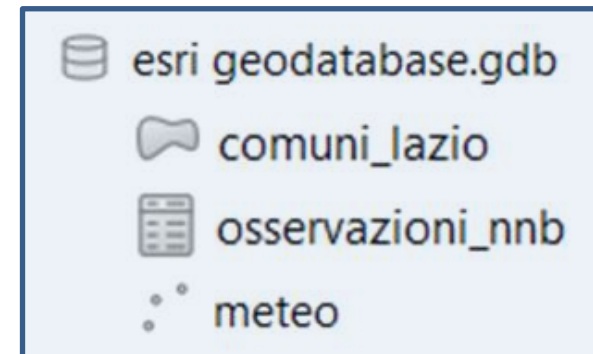 esri geodatabase.gdb
comuni_lazio
osservazioni_nnb
meteo